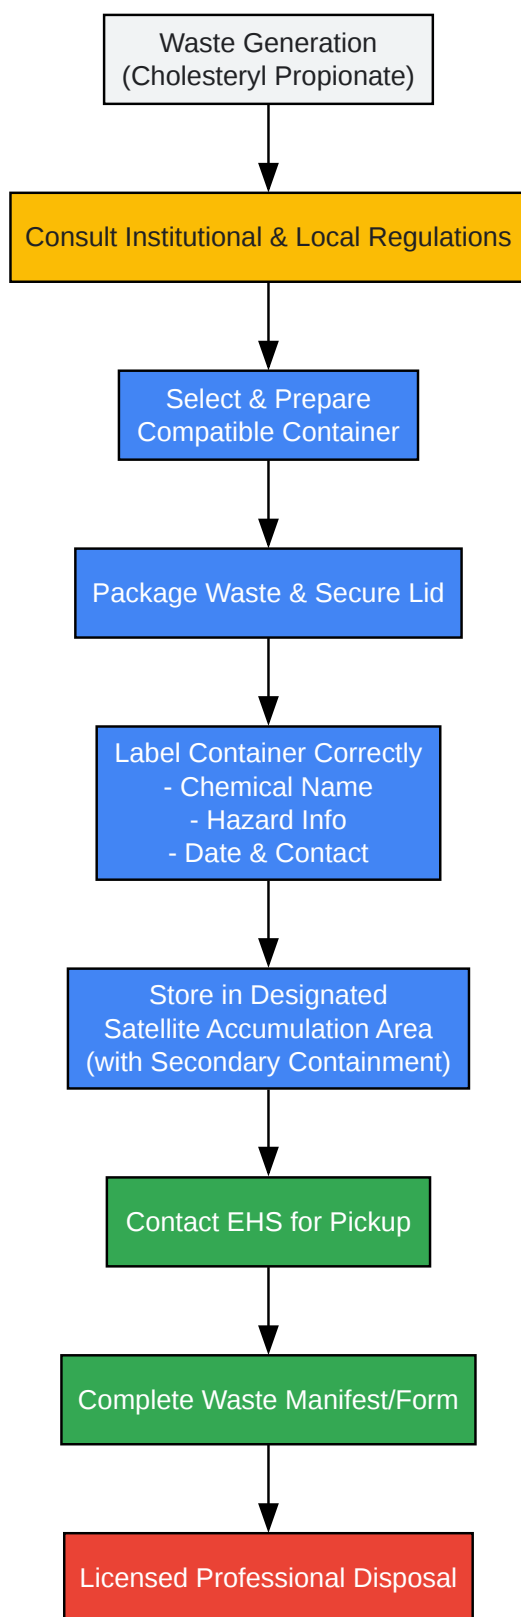 Waste Generation
(Cholesteryl Propionate)
Consult Institutional & Local Regulations
Select & Prepare
Compatible Container
Package Waste & Secure Lid
Label Container Correctly
- Chemical Name
- Hazard Info
- Date & Contact
Store in Designated
Satellite Accumulation Area
(with Secondary Containment)
Contact EHS for Pickup
Complete Waste Manifest/Form
Licensed Professional Disposal